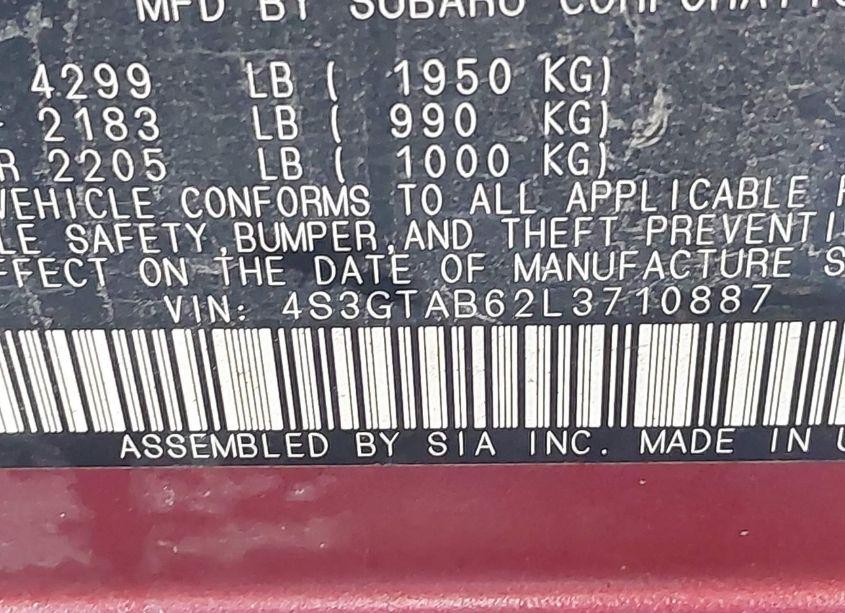 MFD BY SUBARU CORPORATIO
4299 LB ( 1950 KG)
2183 LB ( 990 KG)
R 2205 LB ( 1000 KG)
VEHICLE CONFORMS TO ALL APPLICABLE F
LE SAFETY,BUMPER,AND THEFT PREVENTI
FFECT ON THE DATE OF MANUFACTURE S
VIN: 4S3GTAB62L3710887
ASSEMBLED BY SIA INC. MADE IN U